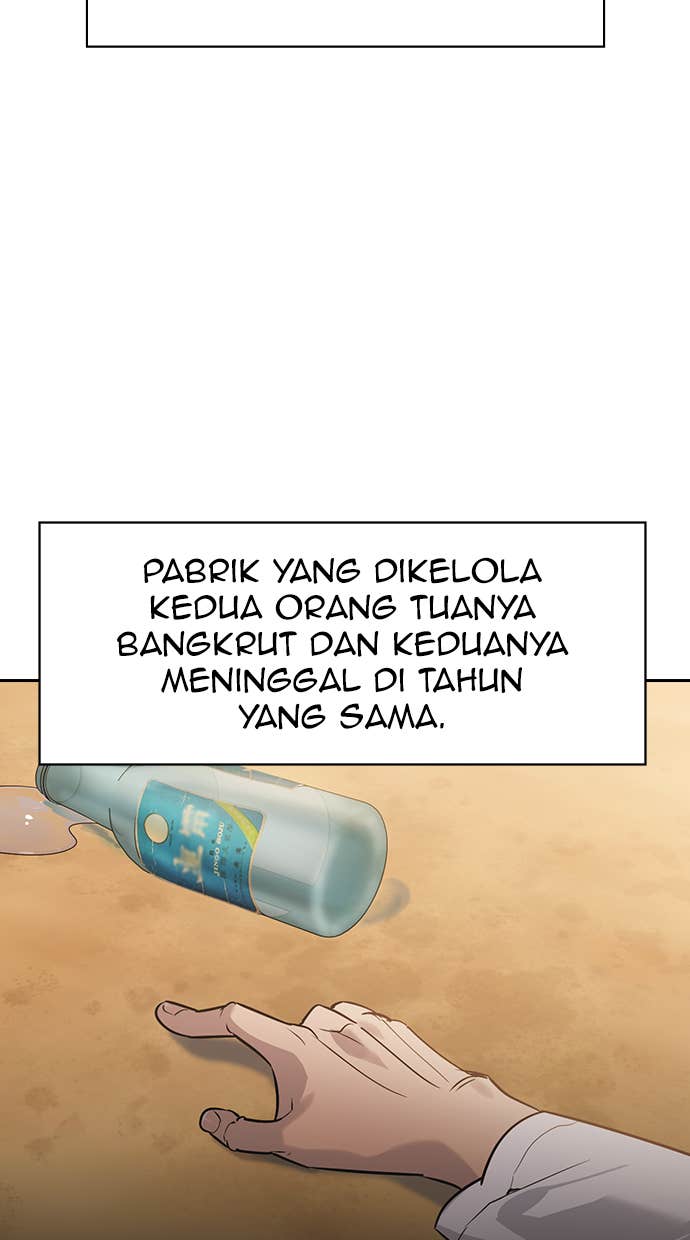 PABRIK YANG DIKELOLA
KEDUA ORANG TUANYA
BANGKRUT DAN KEDUANYA
MENINGGAL DI TAHUN
YANG SAMA.